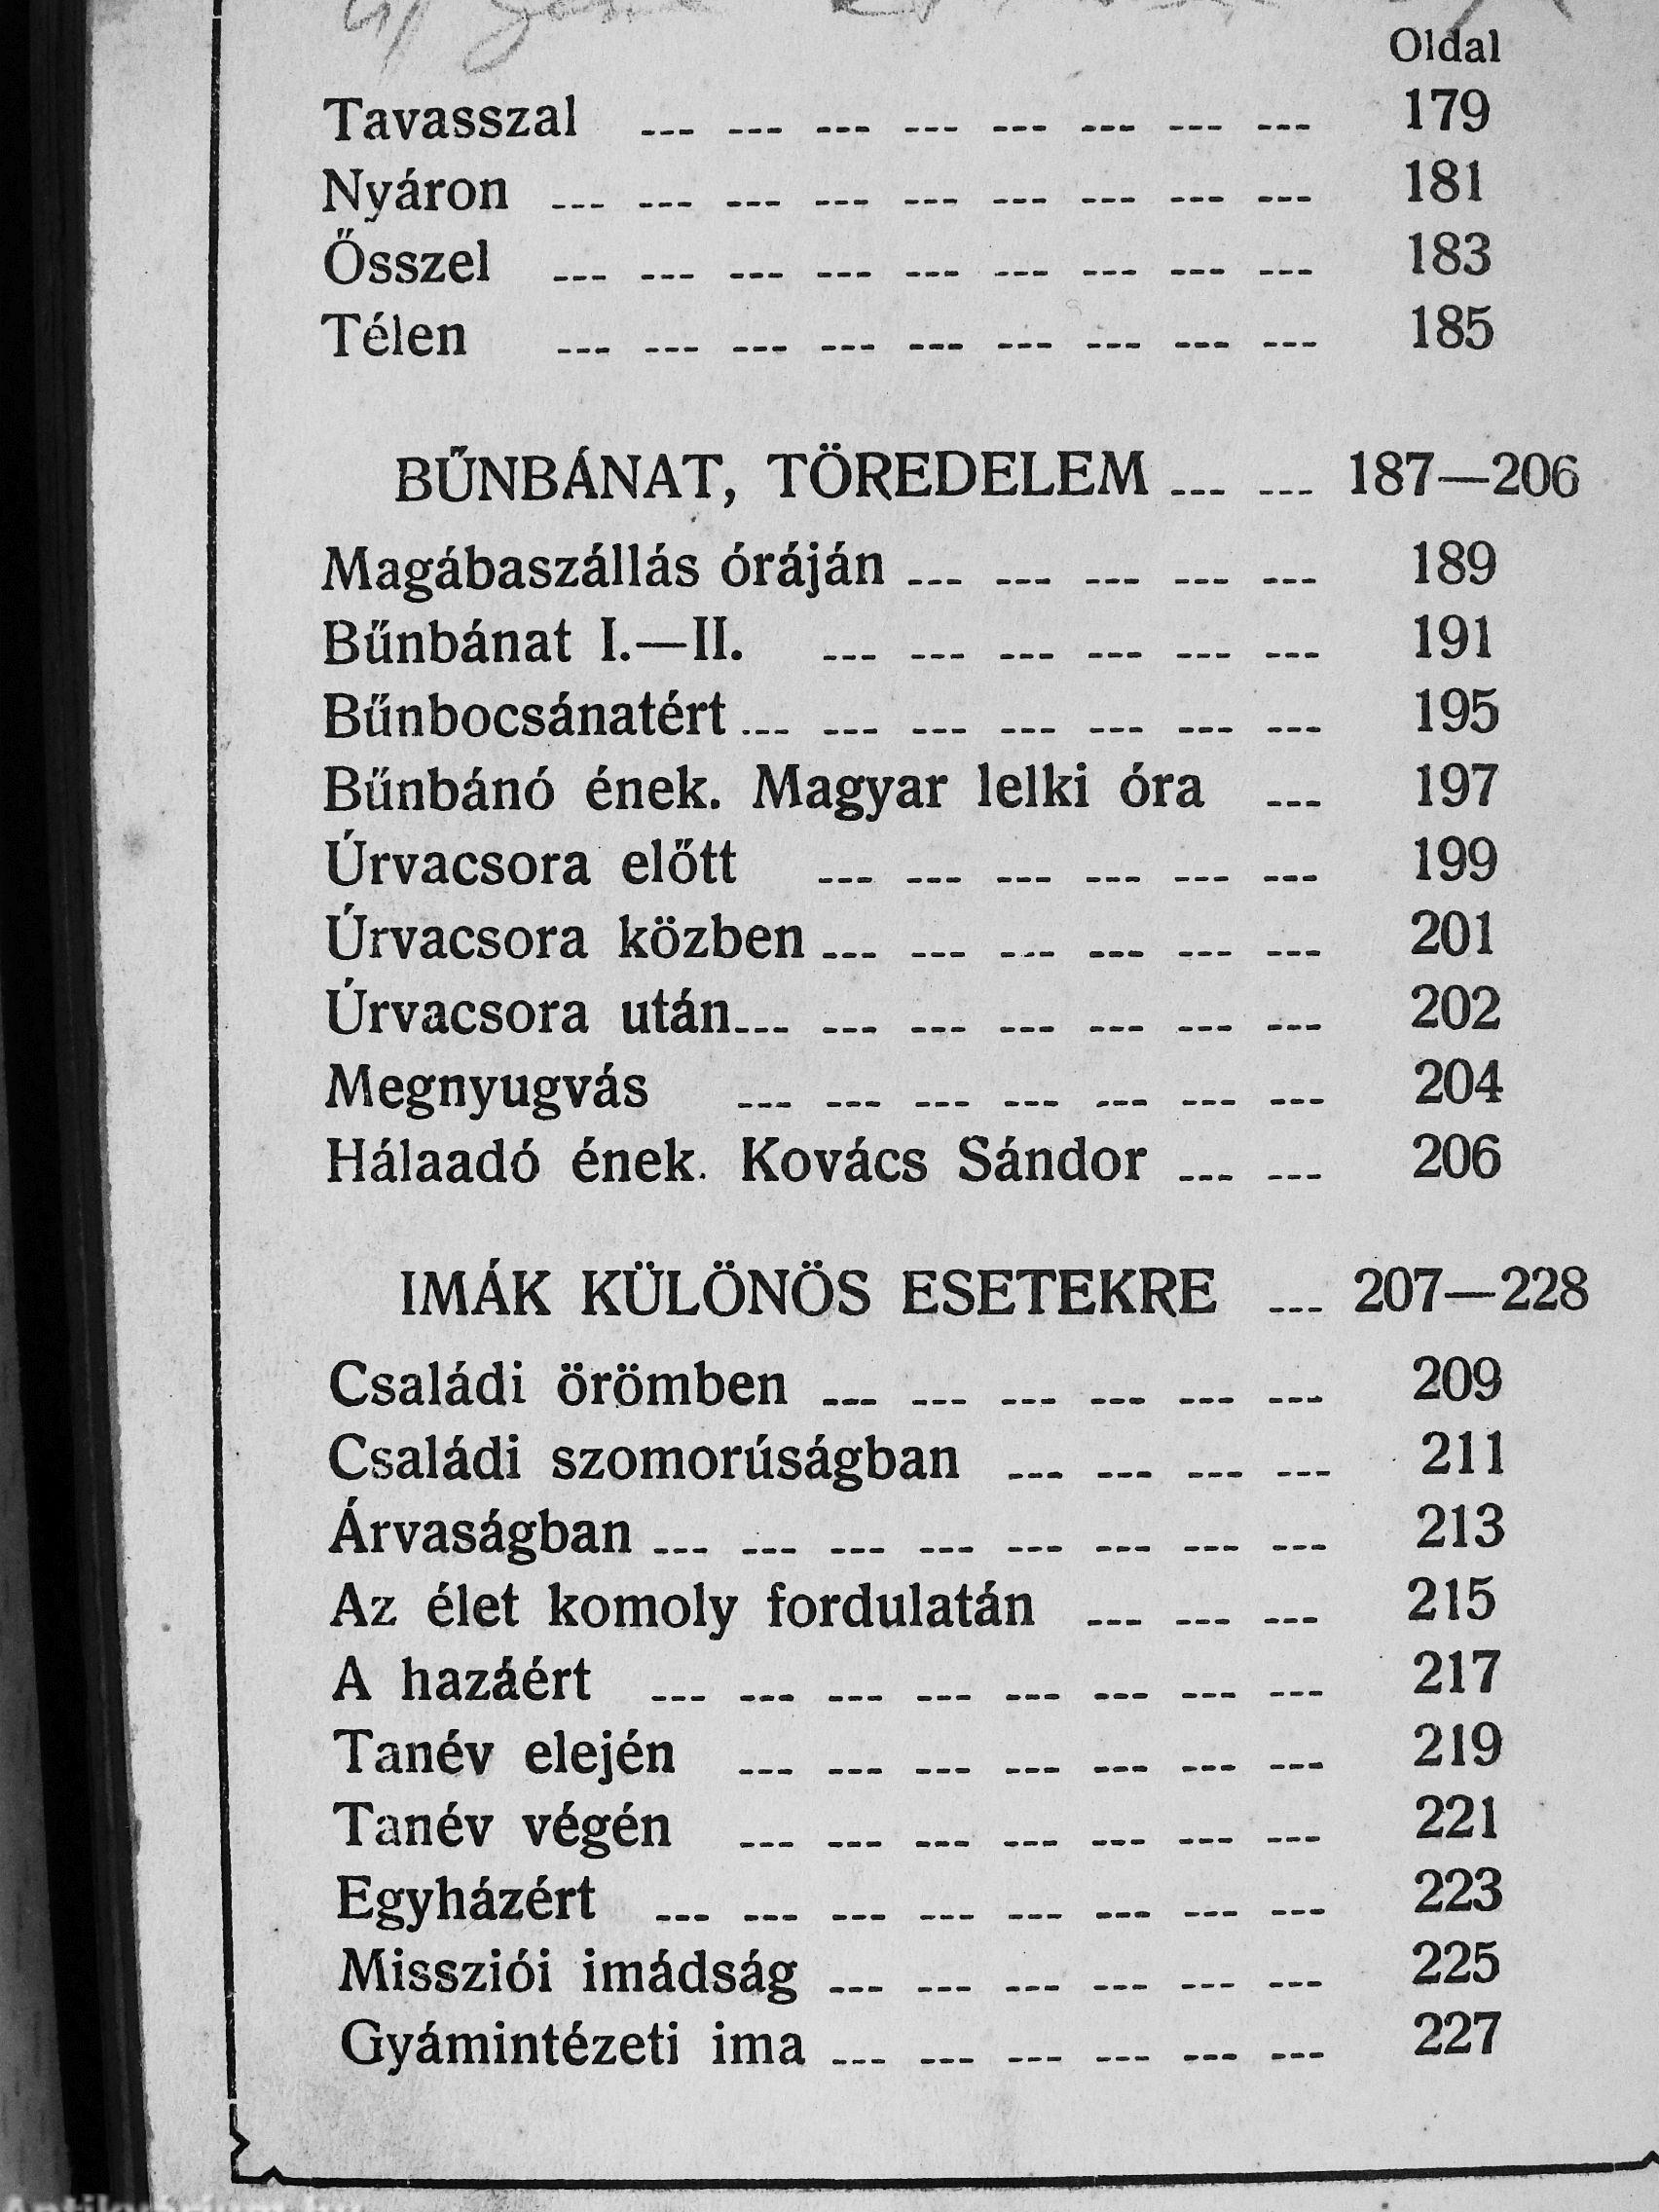 Oldal
Tavasszal --- --- --- --- --- --- --- --- 179
Nyáron --- --- --- --- --- --- --- --- --- 181
Ősszel --- --- --- --- --- --- --- --- --- 183
Télen --- --- --- --- --- --- --- --- --- 185
BŰNBÁNAT, TÖREDELEM --- --- 187—206
Magábaszállás óráján --- --- --- --- --- 189
Bűnbánat I.—II. --- --- --- --- --- --- 191
Bűnbocsánatért --- --- --- --- --- --- --- 195
Bűnbánó ének. Magyar lelki óra --- 197
Úrvacsora előtt --- --- --- --- --- --- 199
Úrvacsora közben --- --- --- --- --- --- 201
Úrvacsora után --- --- --- --- --- --- --- 202
Megnyugvás --- --- --- --- --- --- --- 204
Hálaadó ének. Kovács Sándor --- --- 206
IMÁK KÜLÖNÖS ESETEKRE --- 207—228
Családi örömben --- --- --- --- --- --- 209
Családi szomorúságban --- --- --- --- 211
Árvaságban --- --- --- --- --- --- --- --- 213
Az élet komoly fordulatán --- --- --- 215
A hazáért --- --- --- --- --- --- --- --- 217
Tanév elején --- --- --- --- --- --- --- 219
Tanév végén --- --- --- --- --- --- --- 221
Egyházért --- --- --- --- --- --- --- --- 223
Missziói imádság --- --- --- --- --- --- 225
Gyámintézeti ima --- --- --- --- --- --- 227